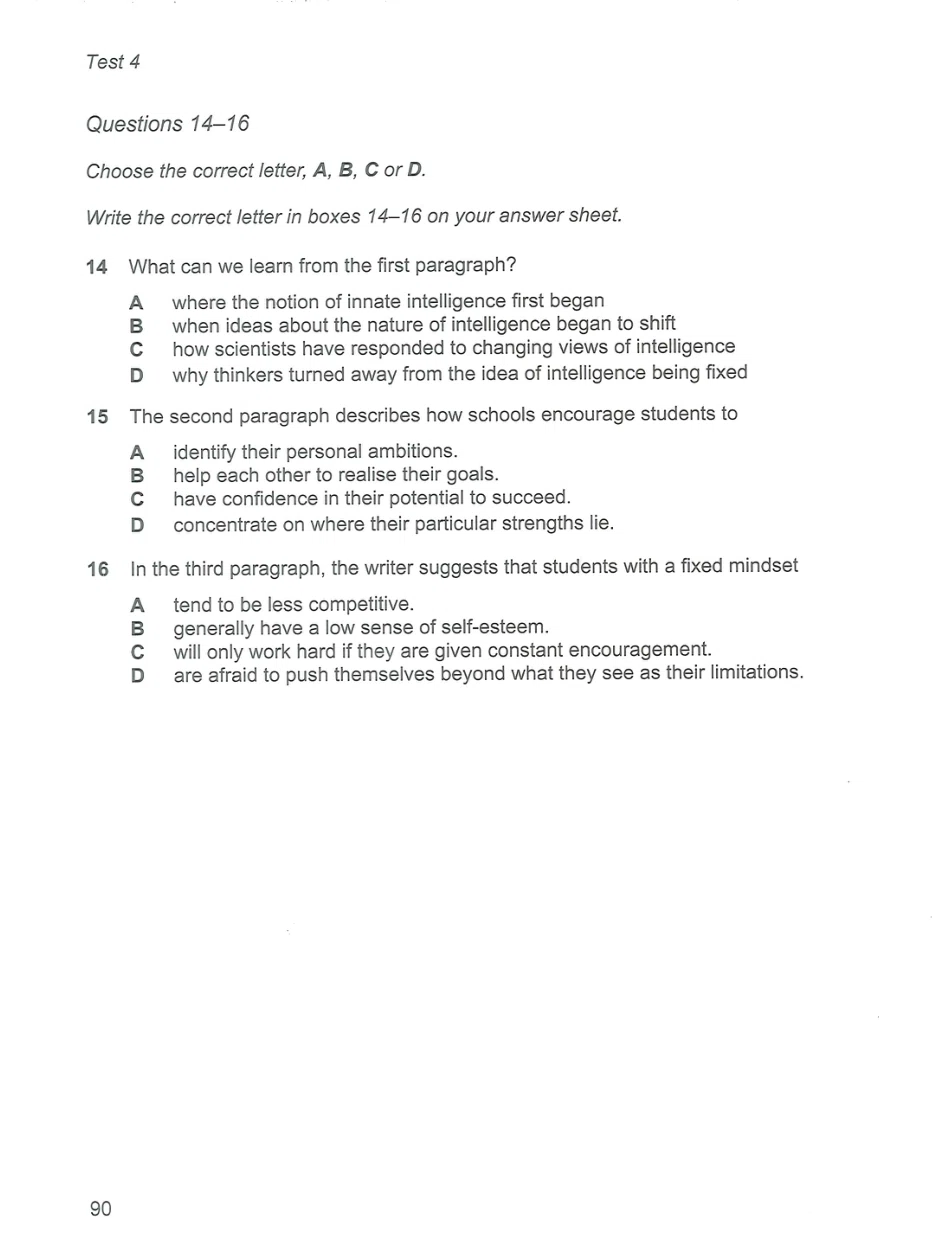 Test 4
Questions 14–16
Choose the correct letter, A, B, C or D.
Write the correct letter in boxes 14–16 on your answer sheet.
14 What can we learn from the first paragraph?
A where the notion of innate intelligence first began
B when ideas about the nature of intelligence began to shift
C how scientists have responded to changing views of intelligence
D why thinkers turned away from the idea of intelligence being fixed
15 The second paragraph describes how schools encourage students to
A identify their personal ambitions.
B help each other to realise their goals.
C have confidence in their potential to succeed.
D concentrate on where their particular strengths lie.
16 In the third paragraph, the writer suggests that students with a fixed mindset
A tend to be less competitive.
B generally have a low sense of self-esteem.
C will only work hard if they are given constant encouragement.
D are afraid to push themselves beyond what they see as their limitations.
90